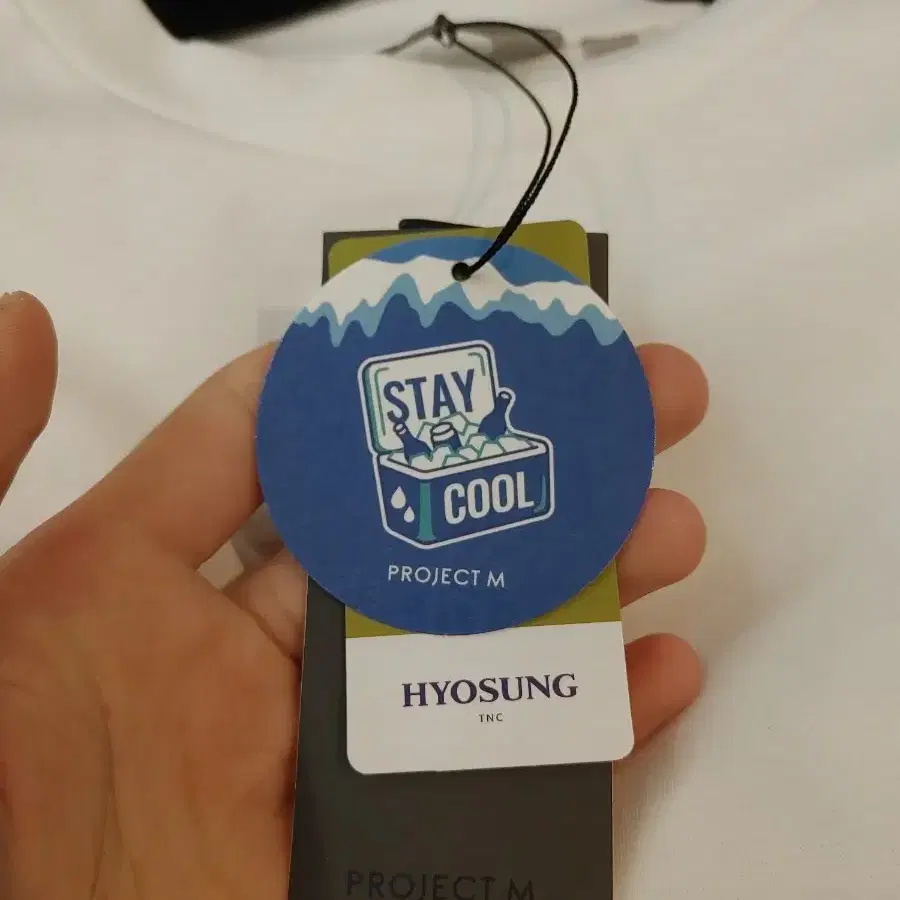 STAY
COOL
PROJECT M
HYOSUNG
TNC
PROJECT M